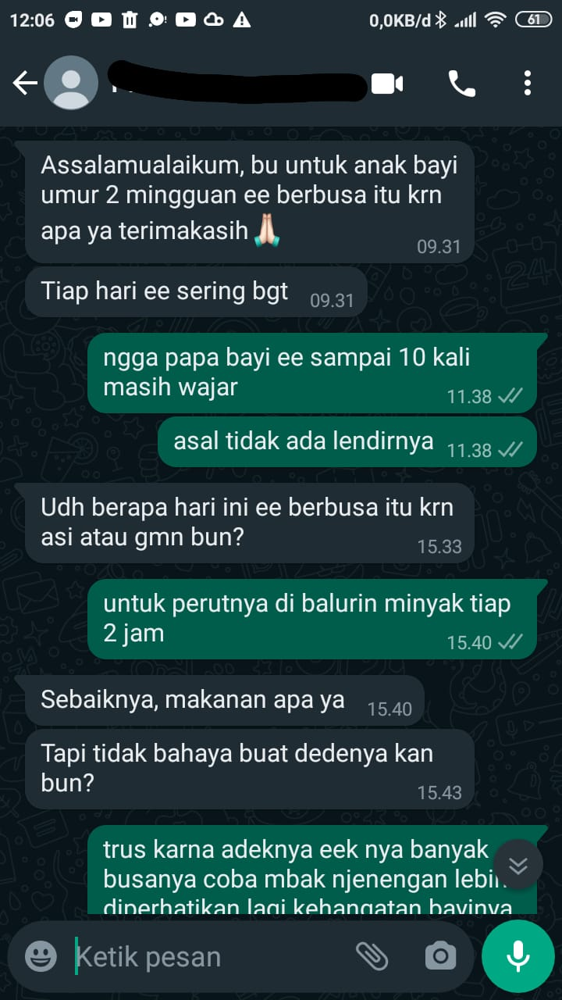 12:06
0,0KB/d
61
Assalamualaikum, bu untuk anak bayi
umur 2 mingguan ee berbusa itu krn
apa ya terimakasih🙏🏻
09.31
Tiap hari ee sering bgt
09.31
ngga papa bayi ee sampai 10 kali
masih wajar
11.38
asal tidak ada lendirnya
11.38
Udh berapa hari ini ee berbusa itu krn
asi atau gmn bun?
15.33
untuk perutnya di balurin minyak tiap
2 jam
15.40
Sebaiknya, makanan apa ya
15.40
Tapi tidak bahaya buat dedenya kan
bun?
15.43
trus karna adeknya eek nya banyak
busanya coba mbak njenengan lebih
diperhatikan lagi kehangatan bayinya
Ketik pesan